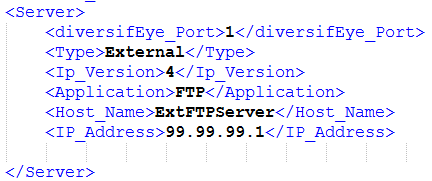 <Server>
<diversifEye_Port>1</diversifEye_Port>
<Type>External</Type>
<Ip_Version>4</Ip_Version>
<Application>FTP</Application>
<Host_Name>ExtFTPServer</Host_Name>
<IP_Address>99.99.99.1</IP_Address>
</Server>